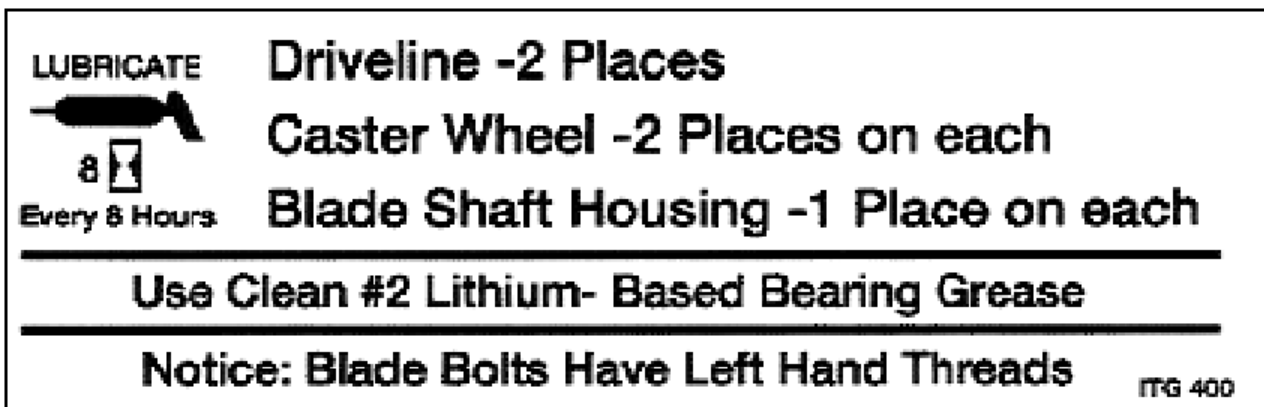 LUBRICATE
8
Every 8 Hours
Driveline -2 Places
Caster Wheel -2 Places on each
Blade Shaft Housing -1 Place on each
Use Clean #2 Lithium- Based Bearing Grease
Notice: Blade Bolts Have Left Hand Threads
ITG 400